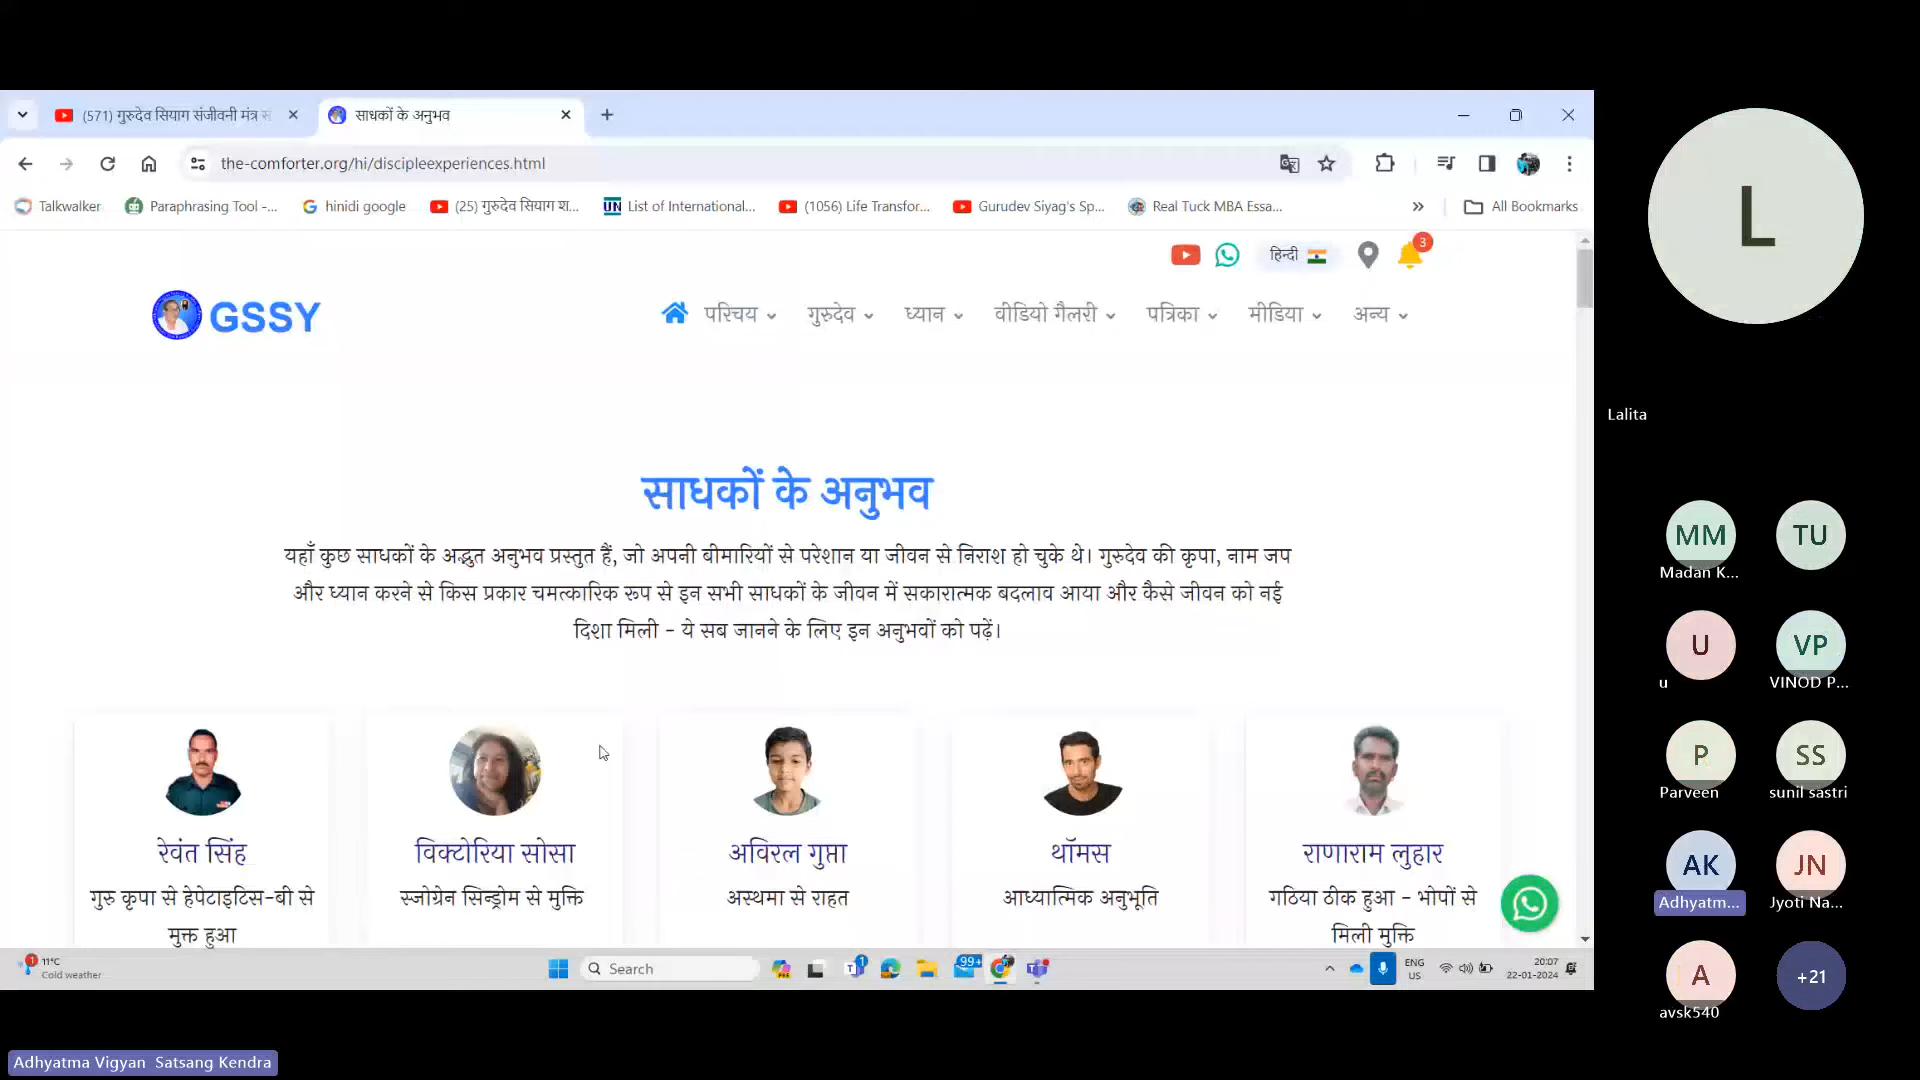 (571) गुरुदेव सियाग संजीवनी मंत्र
साधकों के अनुभव
the-comforter.org/hi/discipleexperiences.html
Talkwalker
Paraphrasing Tool -...
hinidi google
(25) गुरुदेव सियाग श...
UN List of International...
(1056) Life Transfor...
Gurudev Siyag's Sp...
Real Tuck MBA Essa...
All Bookmarks
हिन्दी
3
GSSY
परिचय
गुरुदेव
ध्यान
वीडियो गैलरी
पत्रिका
मीडिया
अन्य
साधकों के अनुभव
यहाँ कुछ साधकों के अद्भुत अनुभव प्रस्तुत हैं, जो अपनी बीमारियों से परेशान या जीवन से निराश हो चुके थे। गुरुदेव की कृपा, नाम जप
और ध्यान करने से किस प्रकार चमत्कारिक रूप से इन सभी साधकों के जीवन में सकारात्मक बदलाव आया और कैसे जीवन को नई
दिशा मिली - ये सब जानने के लिए इन अनुभवों को पढ़ें।
रेवंत सिंह
गुरु कृपा से हेपेटाइटिस-बी से
मुक्त हुआ
विक्टोरिया सोसा
स्जोग्रेन सिन्ड्रोम से मुक्ति
अविरल गुप्ता
अस्थमा से राहत
थॉमस
आध्यात्मिक अनुभूति
राणाराम लुहार
गठिया ठीक हुआ - भोपों से
मिली मुक्ति
1
11°C
Cold weather
Search
1
99+
ENG
US
20:07
22-01-2024
L
Lalita
MM
Madan K...
TU
U
u
VP
VINOD P...
P
Parveen
SS
sunil sastri
AK
Adhyatm...
JN
Jyoti Na...
A
avsk540
+21
Adhyatma Vigyan Satsang Kendra